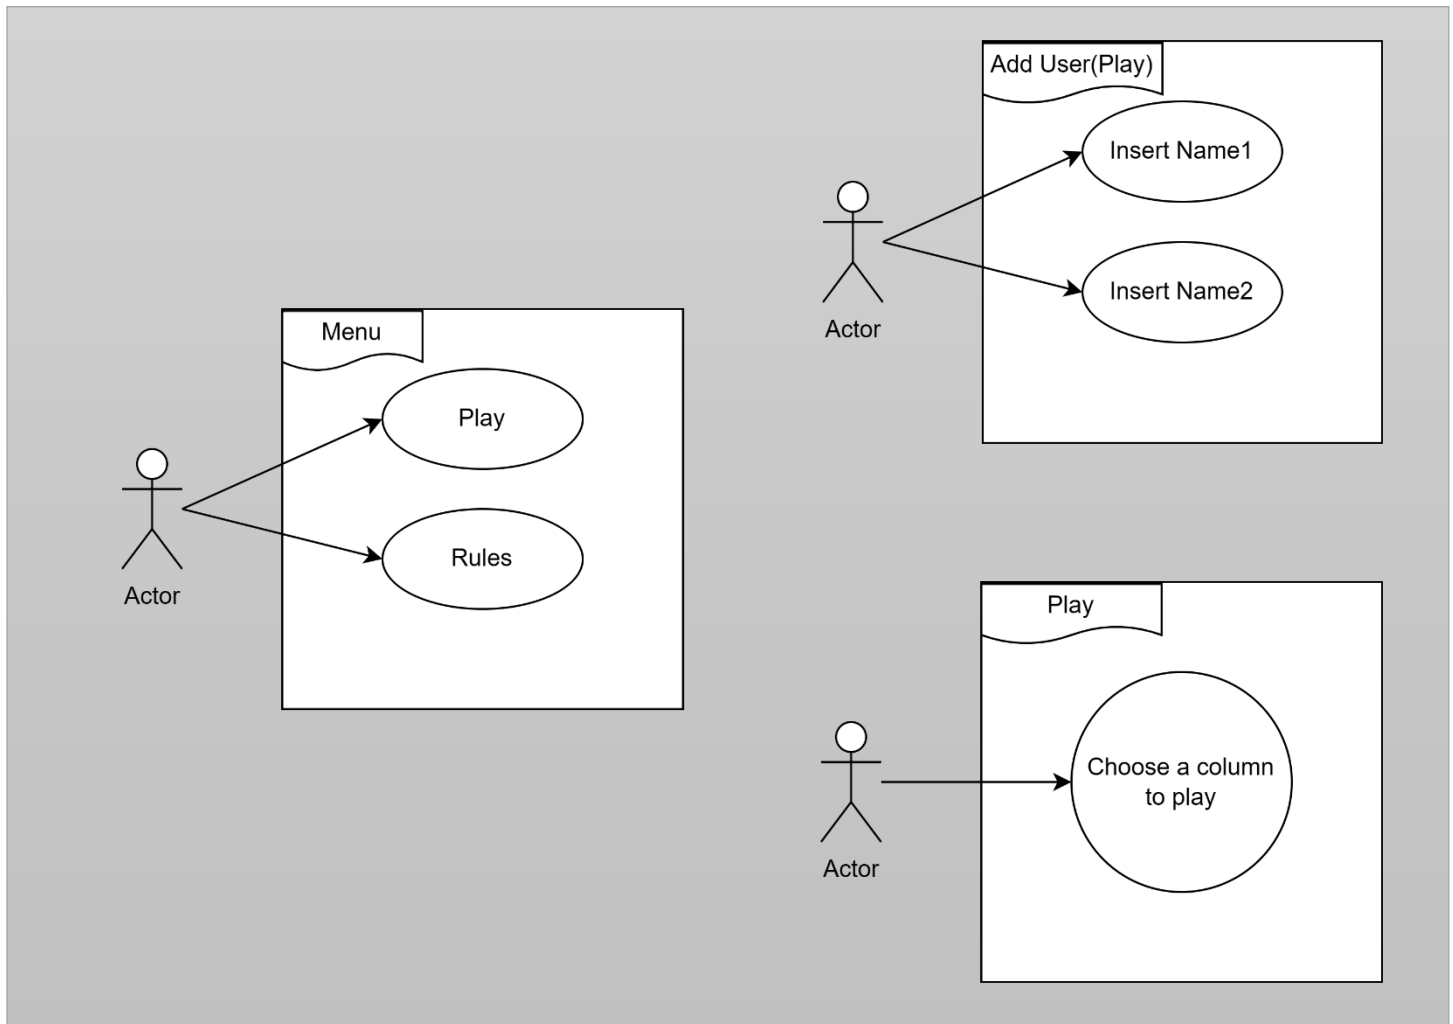 Menu
Play
Rules
Actor
Add User(Play)
Insert Name1
Insert Name2
Actor
Play
Choose a column
to play
Actor